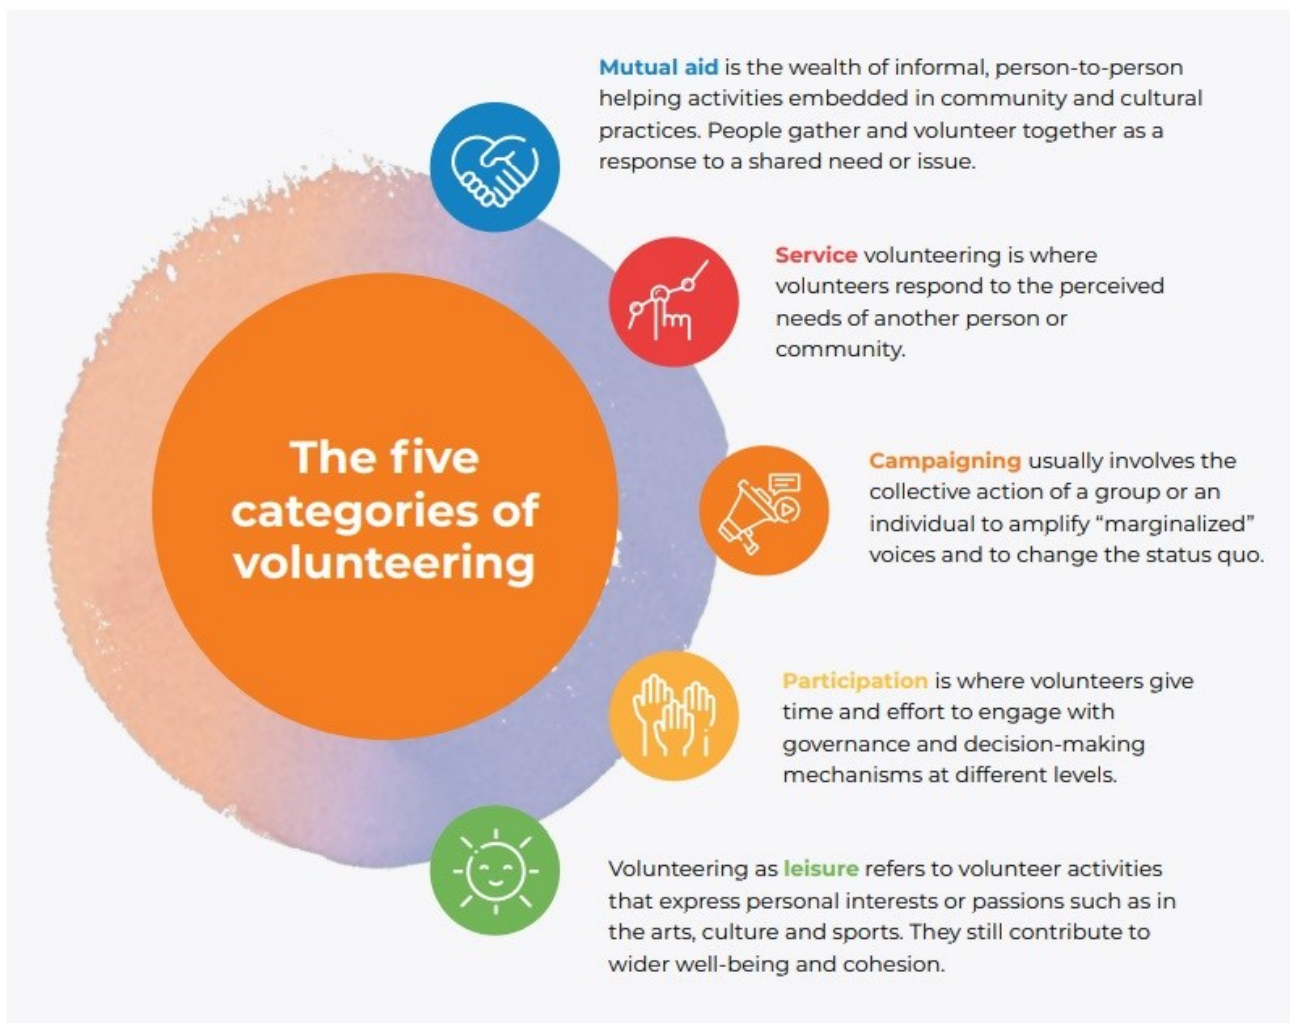 The five
categories of
volunteering
Mutual aid is the wealth of informal, person-to-person
helping activities embedded in community and cultural
practices. People gather and volunteer together as a
response to a shared need or issue.
Service volunteering is where
volunteers respond to the perceived
needs of another person or
community.
Campaigning usually involves the
collective action of a group or an
individual to amplify “marginalized”
voices and to change the status quo.
Participation is where volunteers give
time and effort to engage with
governance and decision-making
mechanisms at different levels.
Volunteering as leisure refers to volunteer activities
that express personal interests or passions such as in
the arts, culture and sports. They still contribute to
wider well-being and cohesion.